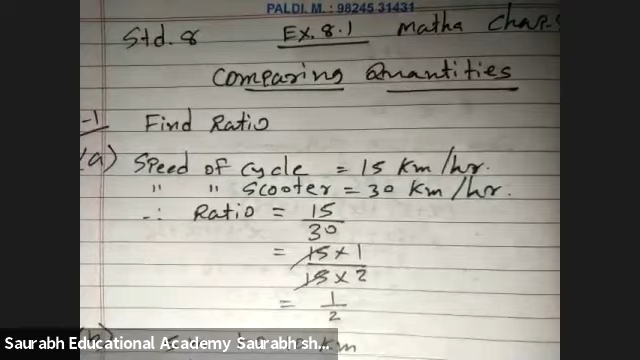 PALDI. M. : 98245 31431
Std. 8 Ex. 8.1 Maths Chap-8
Comparing Quantities
-1 Find Ratio
(a) Speed of cycle = 15 Km/hr.
" " Scooter = 30 Km/hr.
∴ Ratio = 15/30
= 15 × 1 / 15 × 2
= 1/2
Saurabh Educational Academy Saurabh sh...
km